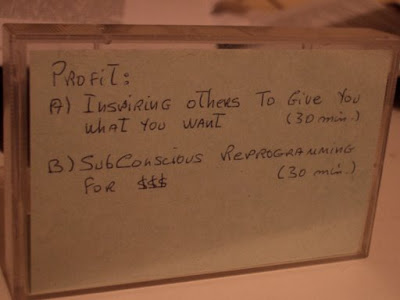 PROFIT:
A) INSPIRING OTHERS TO GIVE YOU
WHAT YOU WANT (30 min.)
B) SUBCONSCIOUS REPROGRAMMING
FOR $$$ (30 min.)